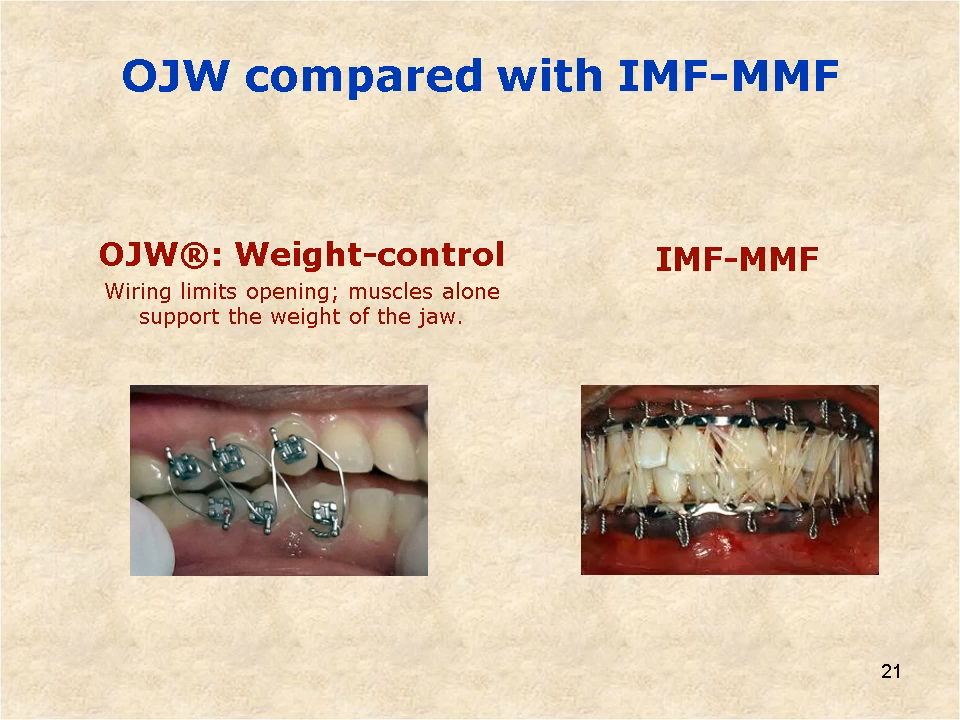 OJW compared with IMF-MMF
OJW®: Weight-control
Wiring limits opening; muscles alone
support the weight of the jaw.
IMF-MMF
21